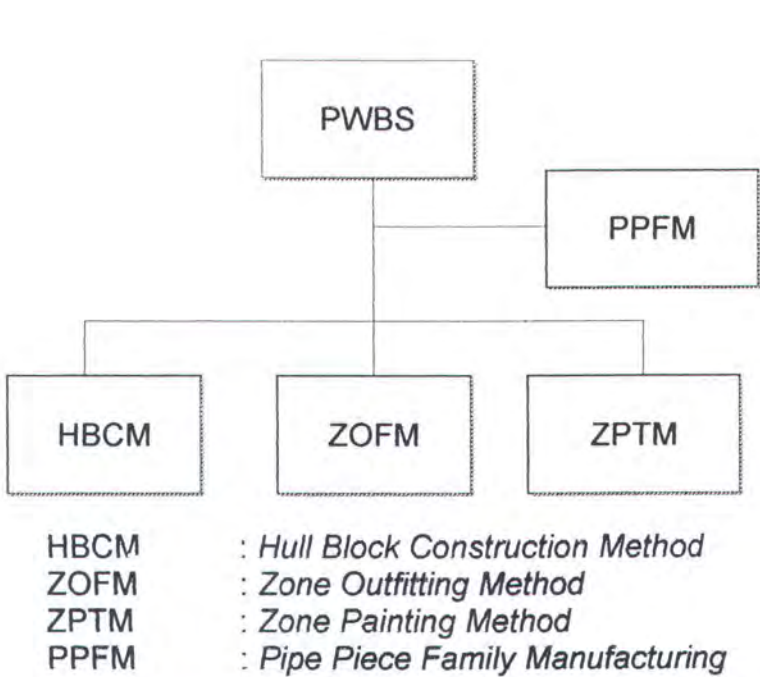 PWBS
PPFM
HBCM
ZOFM
ZPTM
HBCM : Hull Block Construction Method
ZOFM : Zone Outfitting Method
ZPTM : Zone Painting Method
PPFM : Pipe Piece Family Manufacturing